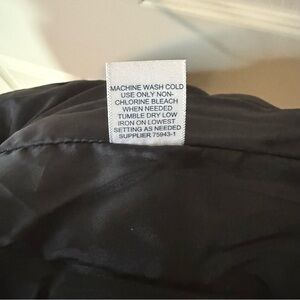 MACHINE WASH COLD
USE ONLY NON-
CHLORINE BLEACH
WHEN NEEDED
TUMBLE DRY LOW
IRON ON LOWEST
SETTING AS NEEDED
SUPPLIER 75943-1